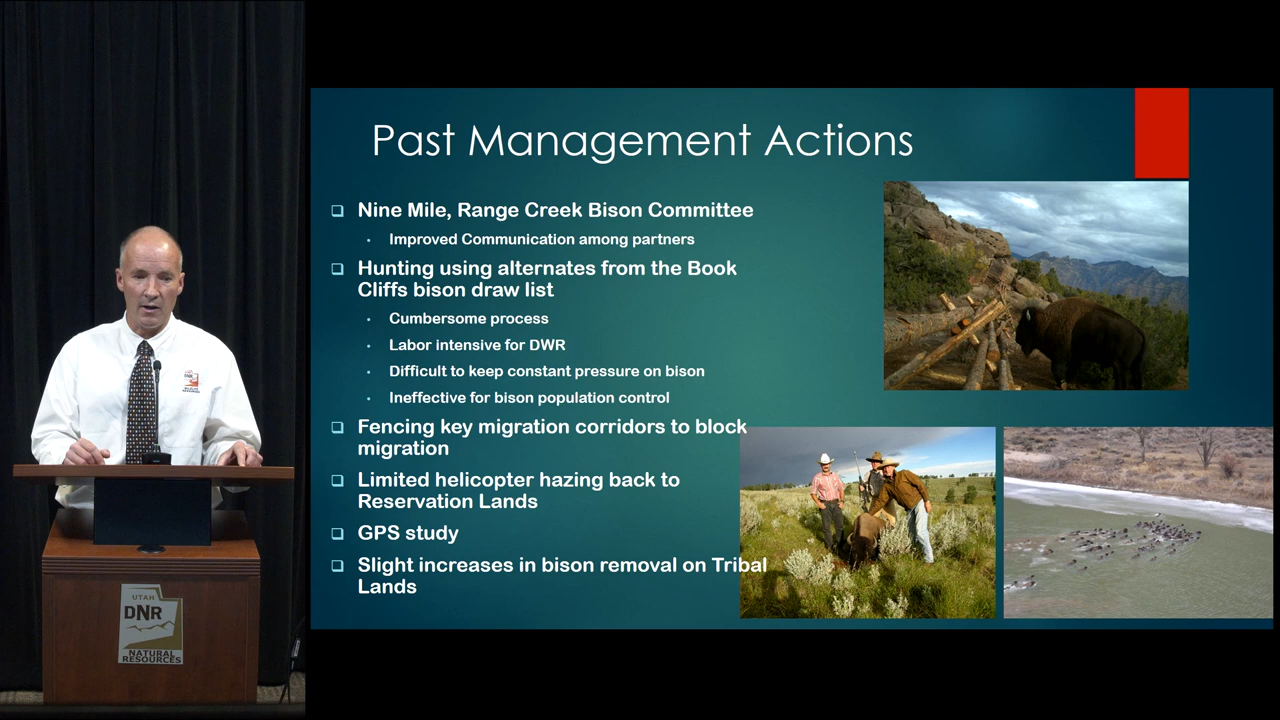 Past Management Actions
Nine Mile, Range Creek Bison Committee
Improved Communication among partners
Hunting using alternates from the Book
Cliffs bison draw list
Cumbersome process
Labor intensive for DWR
Difficult to keep constant pressure on bison
Ineffective for bison population control
Fencing key migration corridors to block
migration
Limited helicopter hazing back to
Reservation Lands
GPS study
Slight increases in bison removal on Tribal
Lands
DNR
UTAH
DNR
NATURAL
RESOURCES